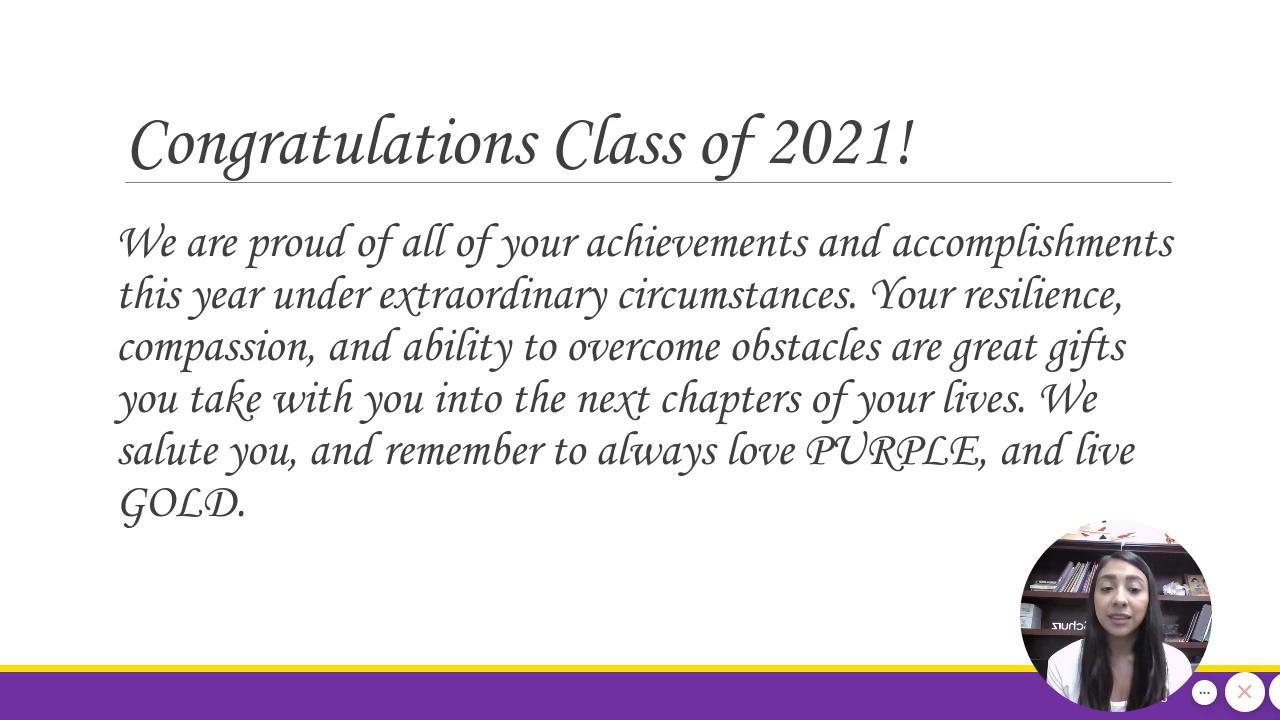 Congratulations Class of 2021!
We are proud of all of your achievements and accomplishments
this year under extraordinary circumstances. Your resilience,
compassion, and ability to overcome obstacles are great gifts
you take with you into the next chapters of your lives. We
salute you, and remember to always love PURPLE, and live
GOLD.
Schurz